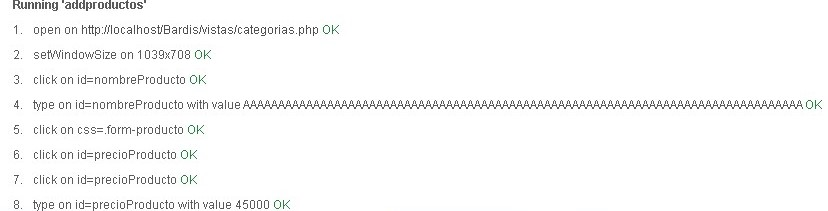 Running 'addproductos'
1. open on http://localhost/Bardis/vistas/categorias.php OK
2. setWindowSize on 1039x708 OK
3. click on id=nombreProducto OK
4. type on id=nombreProducto with value AAAAAAAAAAAAAAAAAAAAAAAAAAAAAAAAAAAAAAAAAAAAAAAAAAAAAAAAAAAAAAAAAAAAAAAAAAAAAAAA OK
5. click on css=.form-producto OK
6. click on id=precioProducto OK
7. click on id=precioProducto OK
8. type on id=precioProducto with value 45000 OK